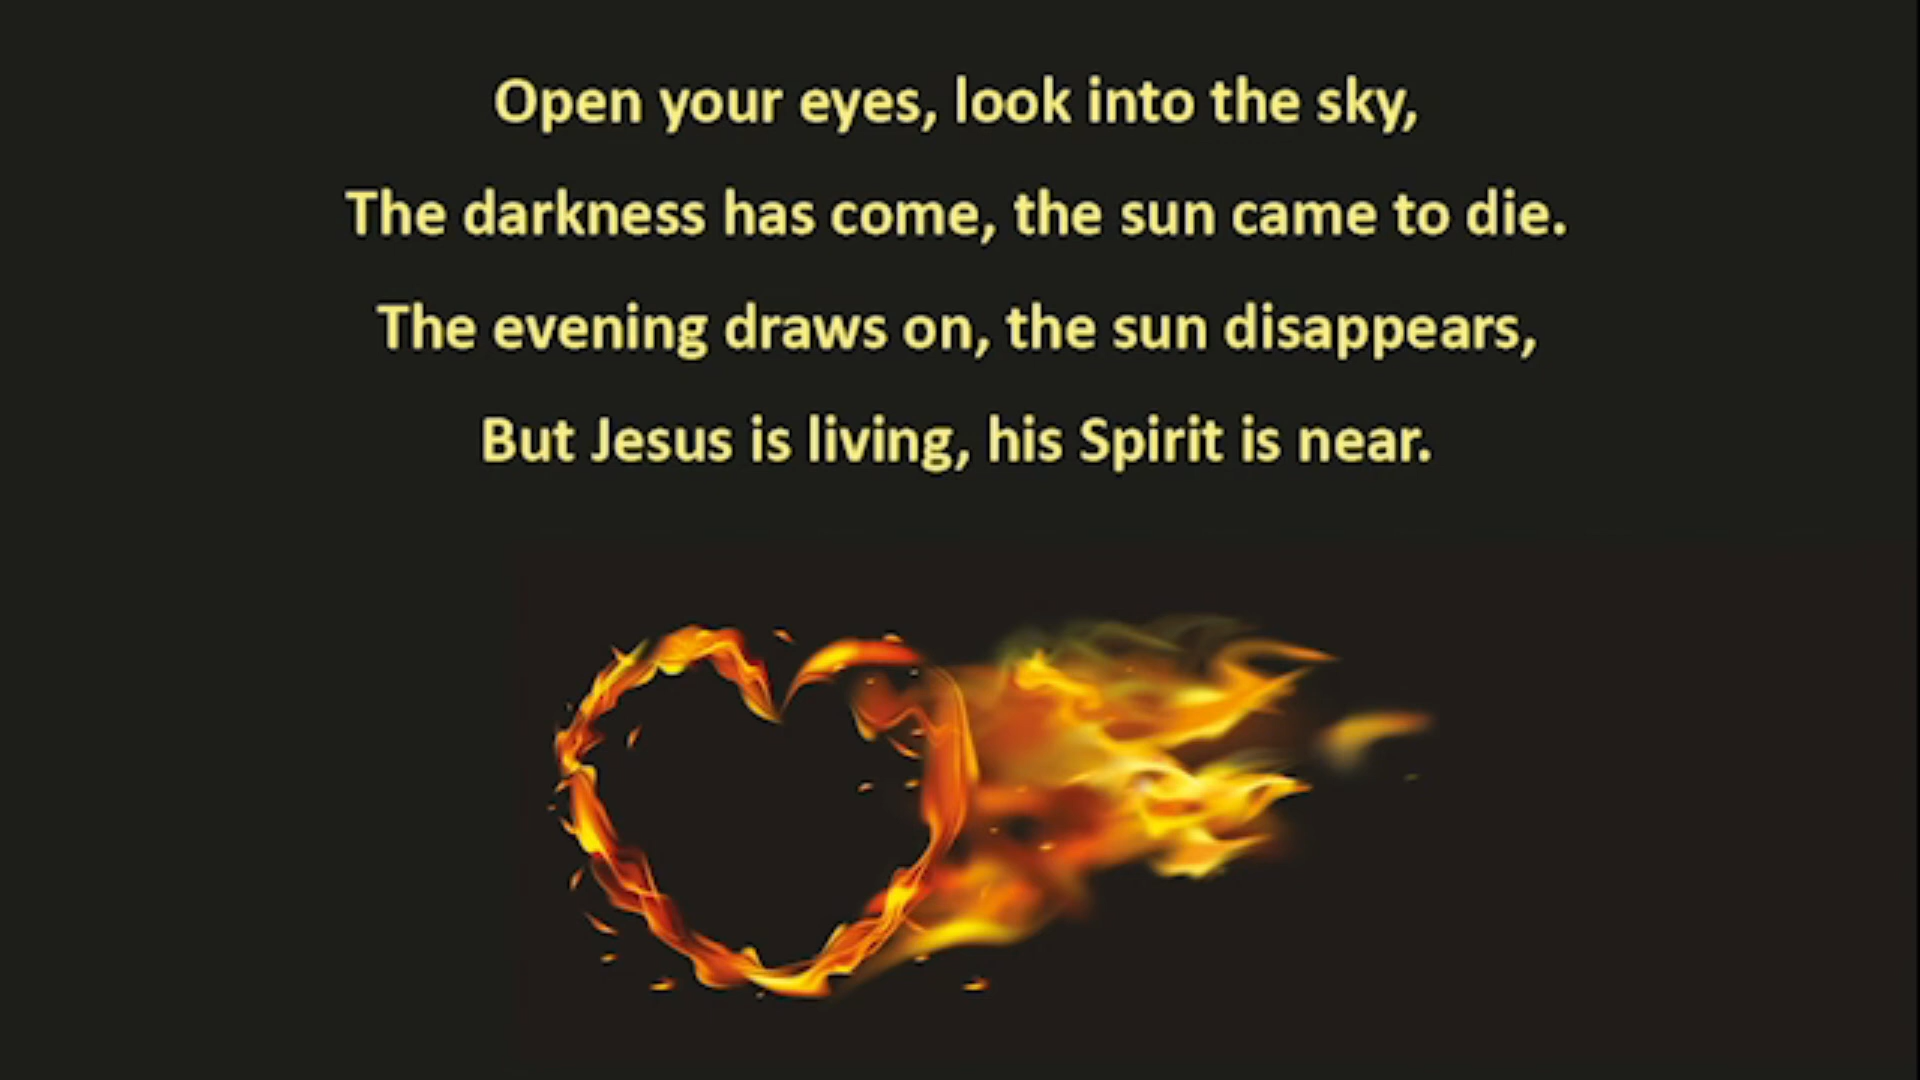 Open your eyes, look into the sky,
The darkness has come, the sun came to die.
The evening draws on, the sun disappears,
But Jesus is living, his Spirit is near.